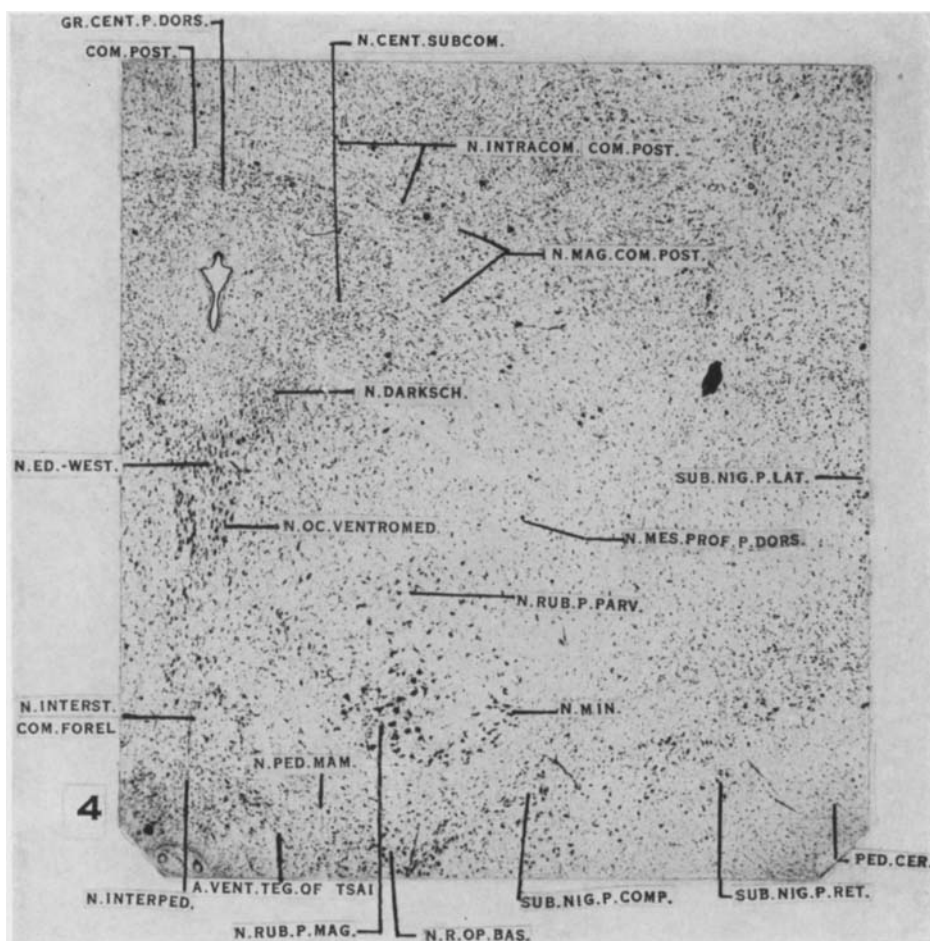 GR.CENT.P.DORS.
N.CENT.SUBCOM.
COM.POST.
N.INTRACOM. COM.POST.
N.MAG.COM.POST.
N.DARKSCH.
N.ED.-WEST.
SUB.NIG.P.LAT.
N.OC.VENTROMED.
N.MES.PROF.P.DORS.
N.RUB.P.PARV.
N.INTERST.
COM.FOREL
N.MIN.
N.PED.MAM.
4
PED.CER.
A.VENT.TEG.OF TSAI
N.INTERPED.
SUB.NIG.P.COMP.
SUB.NIG.P.RET.
N.RUB.P.MAG.
N.R.OP.BAS.